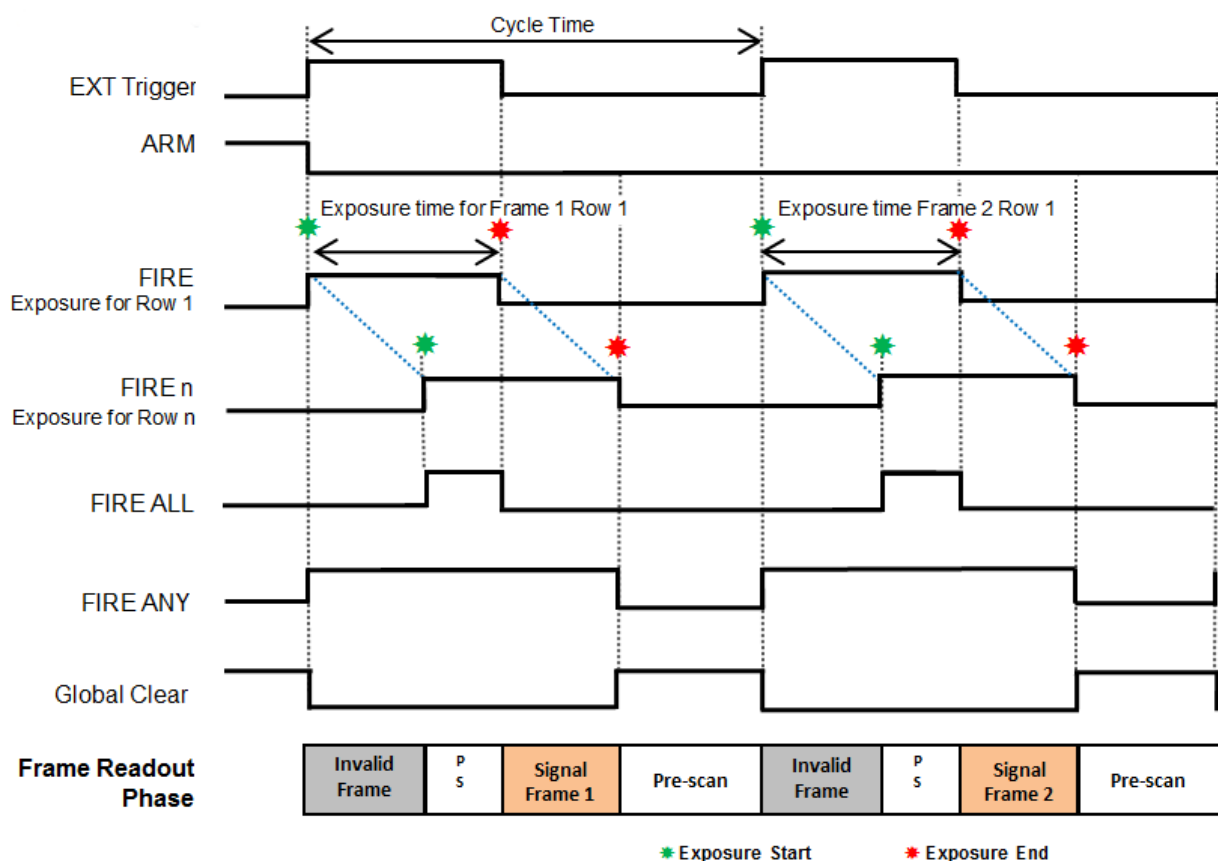 Cycle Time
EXT Trigger
ARM
Exposure time for Frame 1 Row 1
Exposure time Frame 2 Row 1
FIRE
Exposure for Row 1
FIRE n
Exposure for Row n
FIRE ALL
FIRE ANY
Global Clear
Frame Readout
Phase
Invalid
Frame
P
S
Signal
Frame 1
Pre-scan
Invalid
Frame
P
S
Signal
Frame 2
Pre-scan
Exposure Start
Exposure End